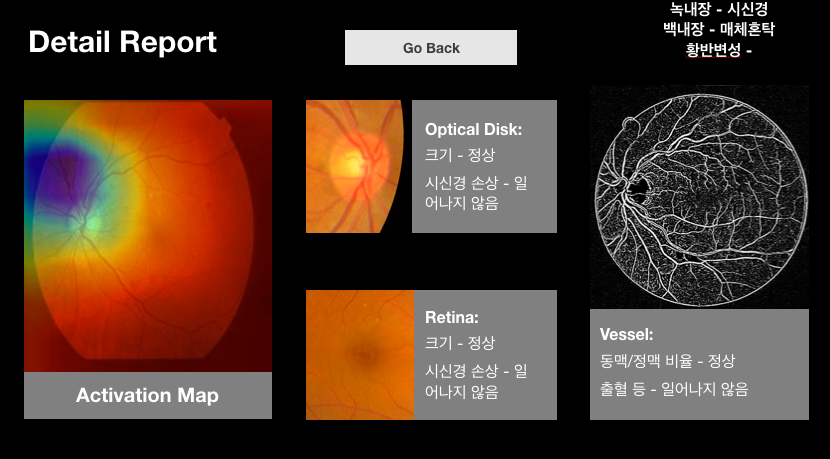 녹내장 - 시신경
백내장 - 매체혼탁
황반변성 -
Detail Report
Go Back
Optical Disk:
크기 - 정상
시신경 손상 - 일
어나지 않음
Retina:
크기 - 정상
시신경 손상 - 일
어나지 않음
Vessel:
동맥/정맥 비율 - 정상
출혈 등 - 일어나지 않음
Activation Map